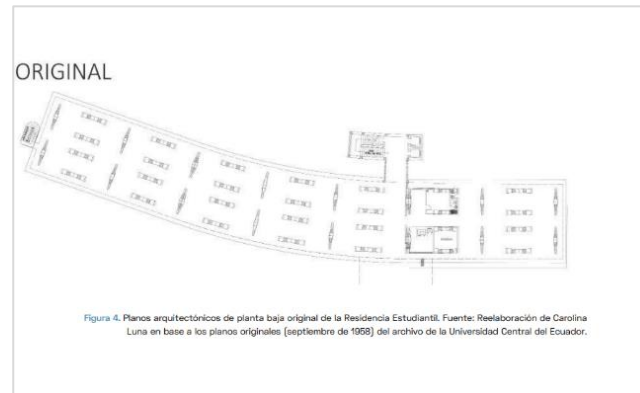 ORIGINAL
Figura 4. Planos arquitectónicos de planta baja original de la Residencia Estudiantil. Fuente: Reelaboración de Carolina
Luna en base a los planos originales (septiembre de 1958) del archivo de la Universidad Central del Ecuador.